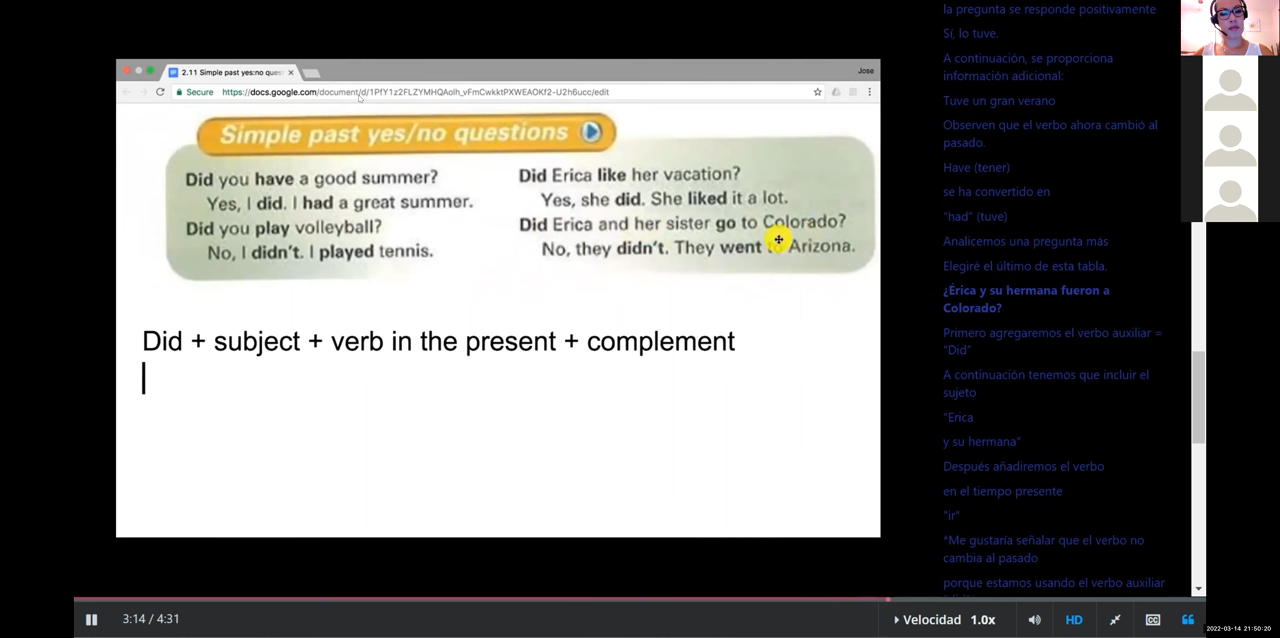 2.11 Simple past yes:no ques
Jose
Secure https://docs.google.com/document/d/1PfY1z2FLZYMHQAolh_vFmCwkktPXWEAOKf2-U2h6ucc/edit
Simple past yes/no questions
Did you have a good summer?
Yes, I did. I had a great summer.
Did you play volleyball?
No, I didn't. I played tennis.
Did Erica like her vacation?
Yes, she did. She liked it a lot.
Did Erica and her sister go to Colorado?
No, they didn't. They went to Arizona.
Did + subject + verb in the present + complement
la pregunta se responde positivamente
Sí, lo tuve.
A continuación, se proporciona
información adicional:
Tuve un gran verano
Observen que el verbo ahora cambió al
pasado.
Have (tener)
se ha convertido en
"had" (tuve)
Analicemos una pregunta más
Elegiré el último de esta tabla.
¿Érica y su hermana fueron a
Colorado?
Primero agregaremos el verbo auxiliar =
"Did"
A continuación tenemos que incluir el
sujeto
"Erica
y su hermana"
Después añadiremos el verbo
en el tiempo presente
"ir"
*Me gustaría señalar que el verbo no
cambia al pasado
porque estamos usando el verbo auxiliar
3:14 / 4:31
Velocidad 1.0x
HD
CC
2022-03-14 21:50:20